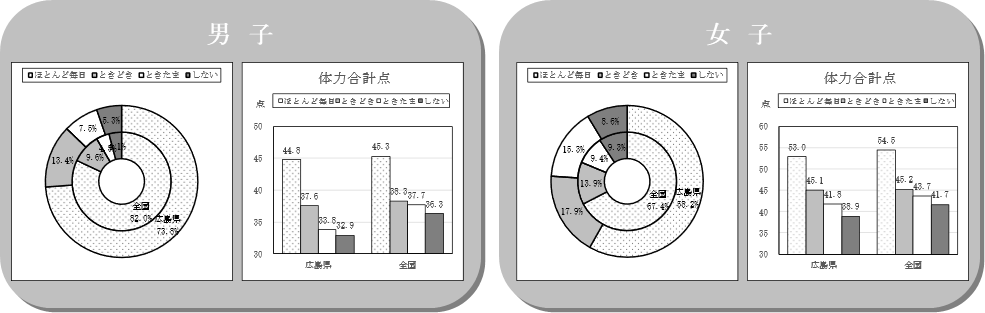 男 子
ほとんど毎日 ときどき ときたま しない
5.3%
7.5%
13.4%
9.6%
全国
82.0%
広島県
73.8%
体力合計点
点
ほとんど毎日 ときどき ときたま しない
50
45
40
35
30
44.8
37.6
33.8
32.9
45.3
38.3
37.7
36.3
広島県
全国
女 子
ほとんど毎日 ときどき ときたま しない
8.6%
15.3%
9.3%
9.4%
13.9%
17.9%
全国
67.4%
広島県
58.2%
体力合計点
点
ほとんど毎日 ときどき ときたま しない
60
55
50
45
40
35
30
53.0
45.1
41.8
38.9
54.5
45.2
43.7
41.7
広島県
全国